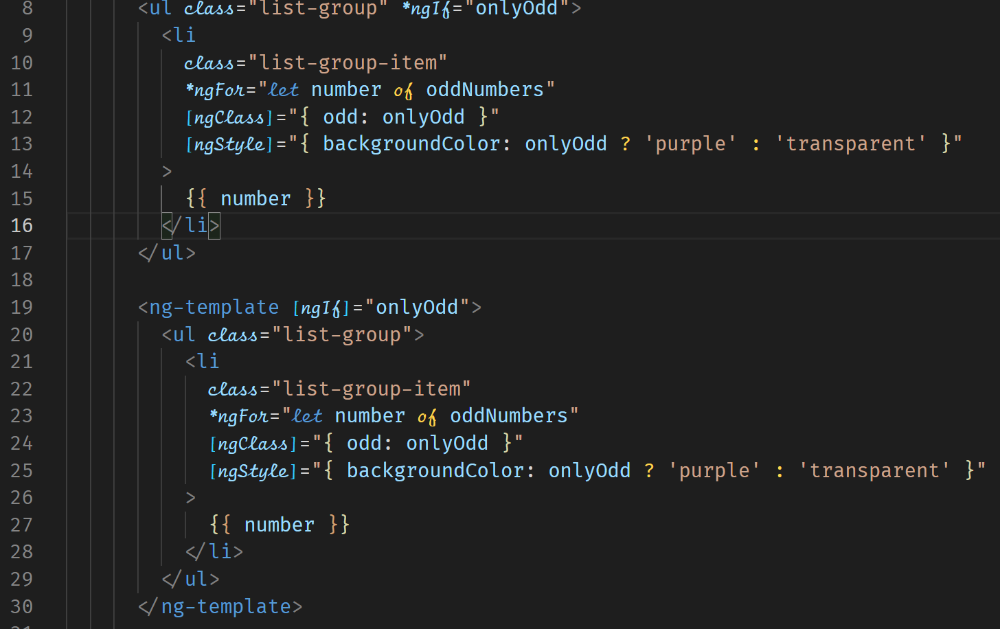 8 <ul class="list-group" *ngIf="onlyOdd">
9 <li
10 class="list-group-item"
11 *ngFor="let number of oddNumbers"
12 [ngClass]="{ odd: onlyOdd }"
13 [ngStyle]="{ backgroundColor: onlyOdd ? 'purple' : 'transparent' }"
14 >
15 {{ number }}
16 </li>
17 </ul>
18
19 <ng-template [ngIf]="onlyOdd">
20 <ul class="list-group">
21 <li
22 class="list-group-item"
23 *ngFor="let number of oddNumbers"
24 [ngClass]="{ odd: onlyOdd }"
25 [ngStyle]="{ backgroundColor: onlyOdd ? 'purple' : 'transparent' }"
26 >
27 {{ number }}
28 </li>
29 </ul>
30 </ng-template>